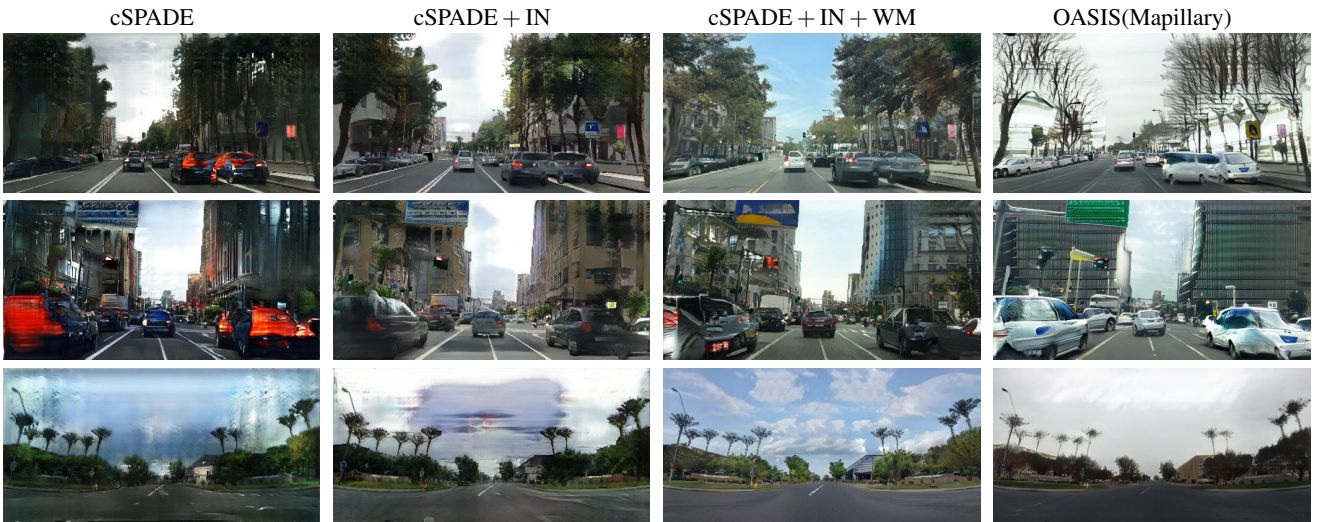 cSPADE
cSPADE + IN
cSPADE + IN + WM
OASIS(Mapillary)